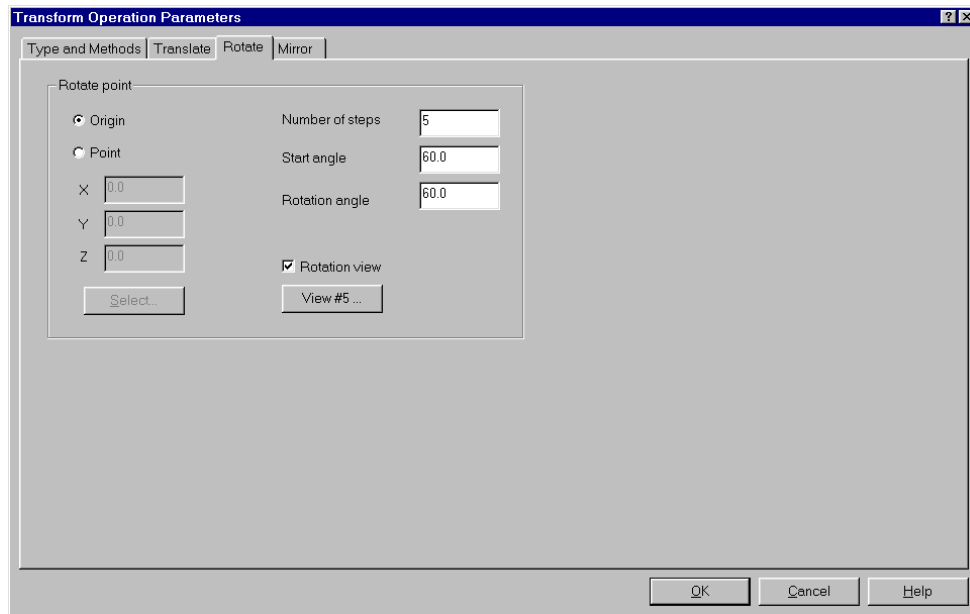 Transform Operation Parameters
Type and Methods Translate Rotate Mirror
Rotate point
Origin
Point
X 0.0
Y 0.0
Z 0.0
Select...
Number of steps 5
Start angle 60.0
Rotation angle 60.0
Rotation view
View #5 ...
OK Cancel Help